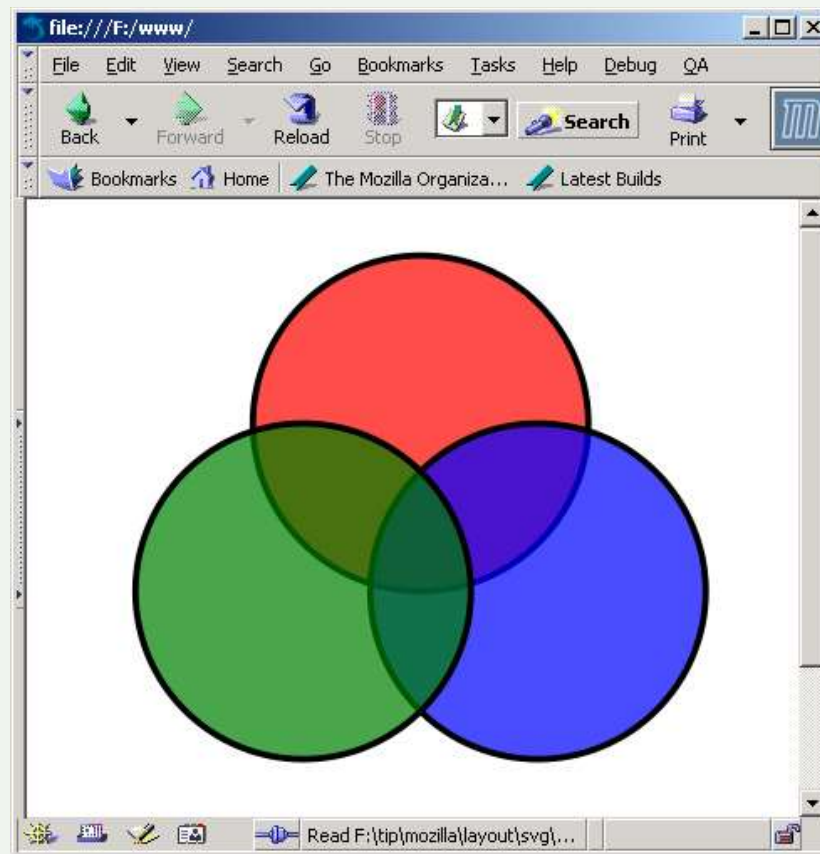 file:///F:/www/
File Edit View Search Go Bookmarks Tasks Help Debug QA
Back Forward Reload Stop Search Print
Bookmarks Home The Mozilla Organiza... Latest Builds
Read F:\tip\mozilla\layout\svg\...